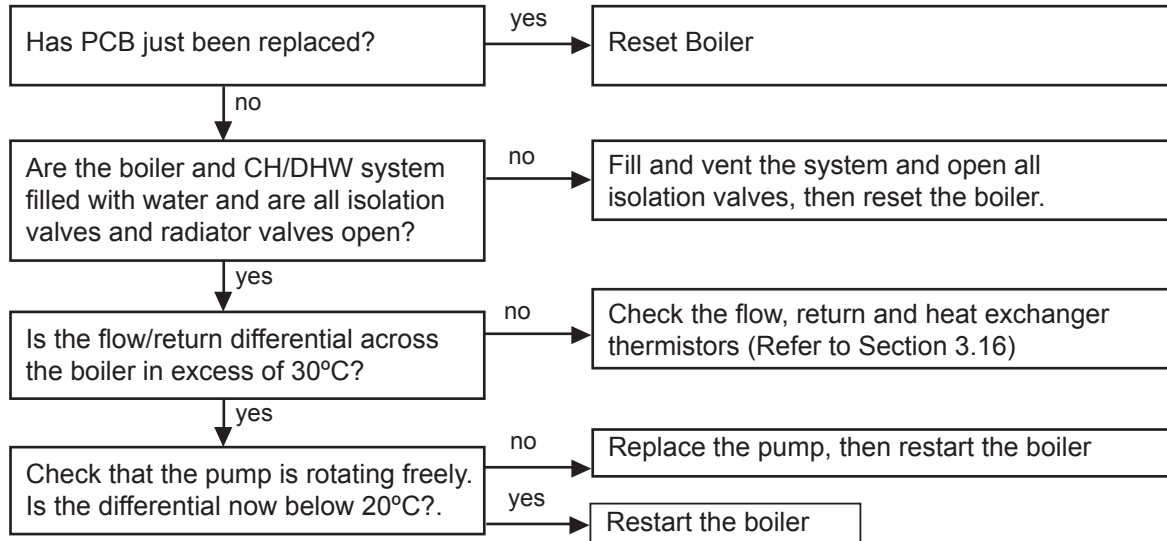 Has PCB just been replaced?
yes
Reset Boiler
no
Are the boiler and CH/DHW system
filled with water and are all isolation
valves and radiator valves open?
no
Fill and vent the system and open all
isolation valves, then reset the boiler.
yes
Is the flow/return differential across
the boiler in excess of 30ºC?
no
Check the flow, return and heat exchanger
thermistors (Refer to Section 3.16)
yes
Check that the pump is rotating freely.
Is the differential now below 20ºC?.
no
Replace the pump, then restart the boiler
yes
Restart the boiler